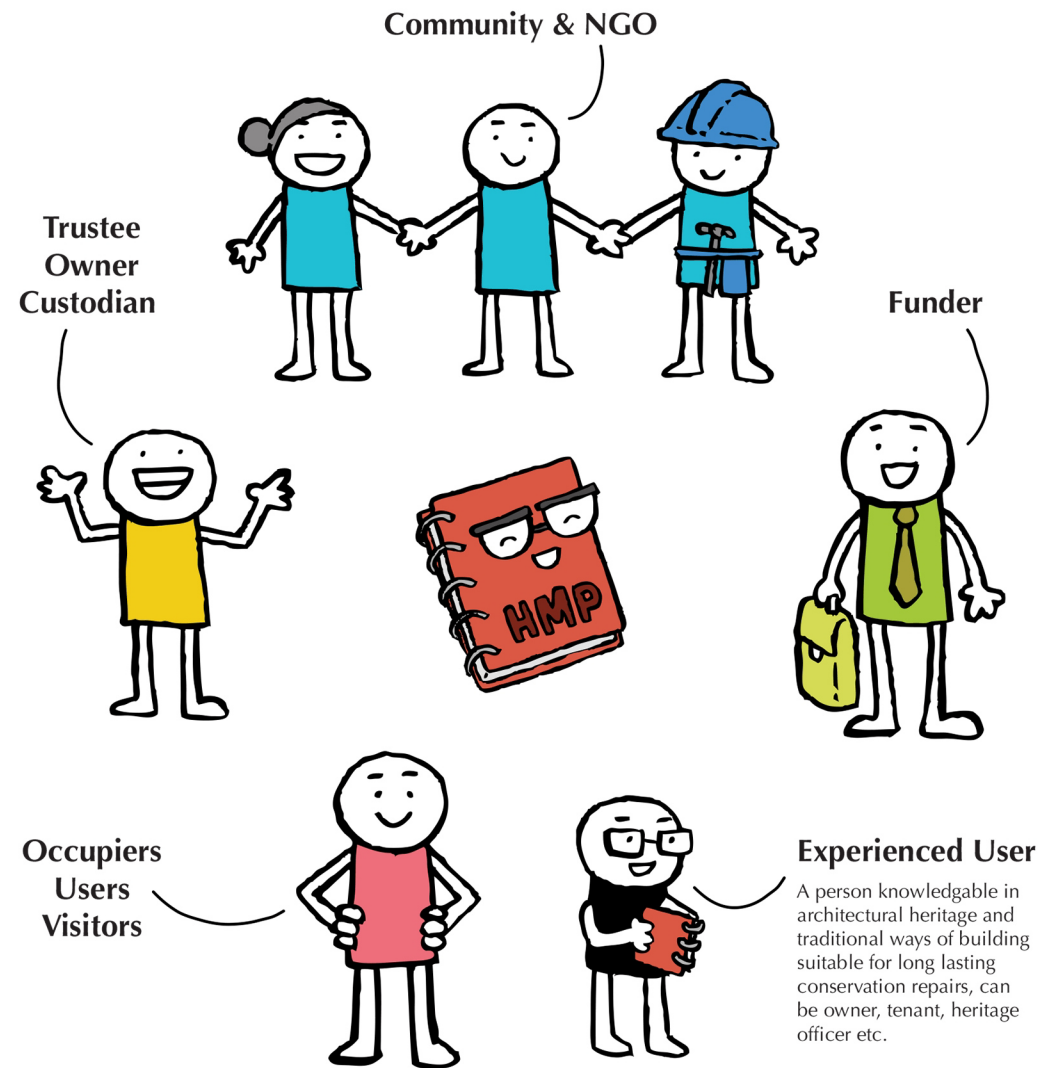 Community & NGO
Trustee
Owner
Custodian
Funder
HMP
Occipiers
Users
Visitors
Experienced User
A person knowledgable in
architectural heritage and
traditional ways of building
suitable for long lasting
conservation repairs, can
be owner, tenant, heritage
officer etc.